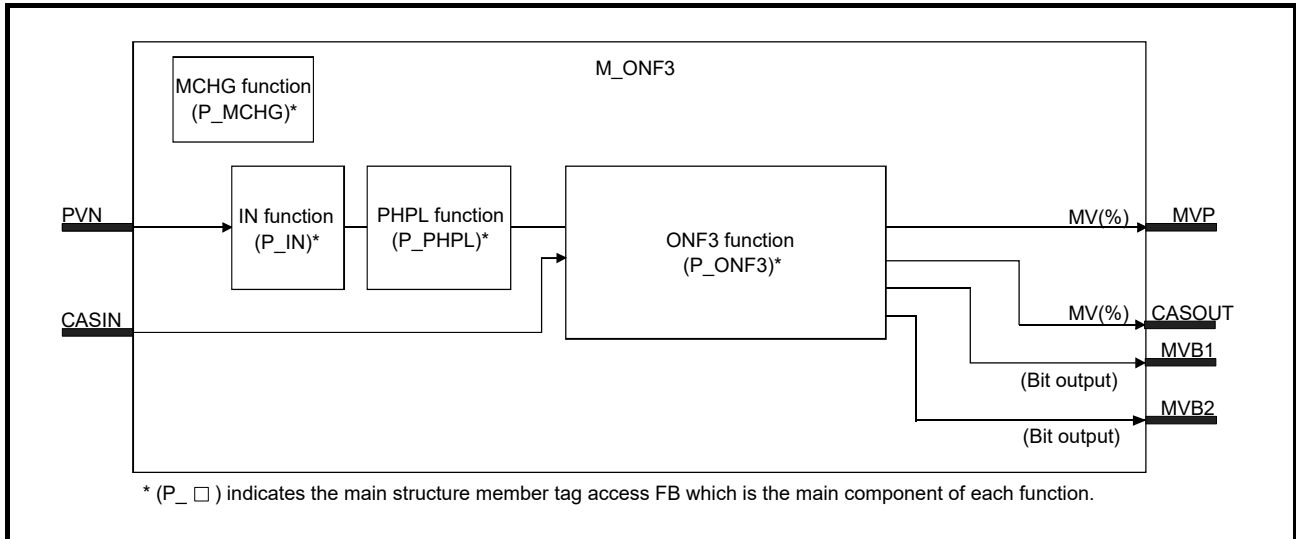 M_ONF3
MCHG function
(P_MCHG)*
PVN
IN function
(P_IN)*
PHPL function
(P_PHPL)*
ONF3 function
(P_ONF3)*
MV(%)
MVP
CASIN
MV(%)
CASOUT
MVB1
(Bit output)
MVB2
(Bit output)
* (P_ □ ) indicates the main structure member tag access FB which is the main component of each function.